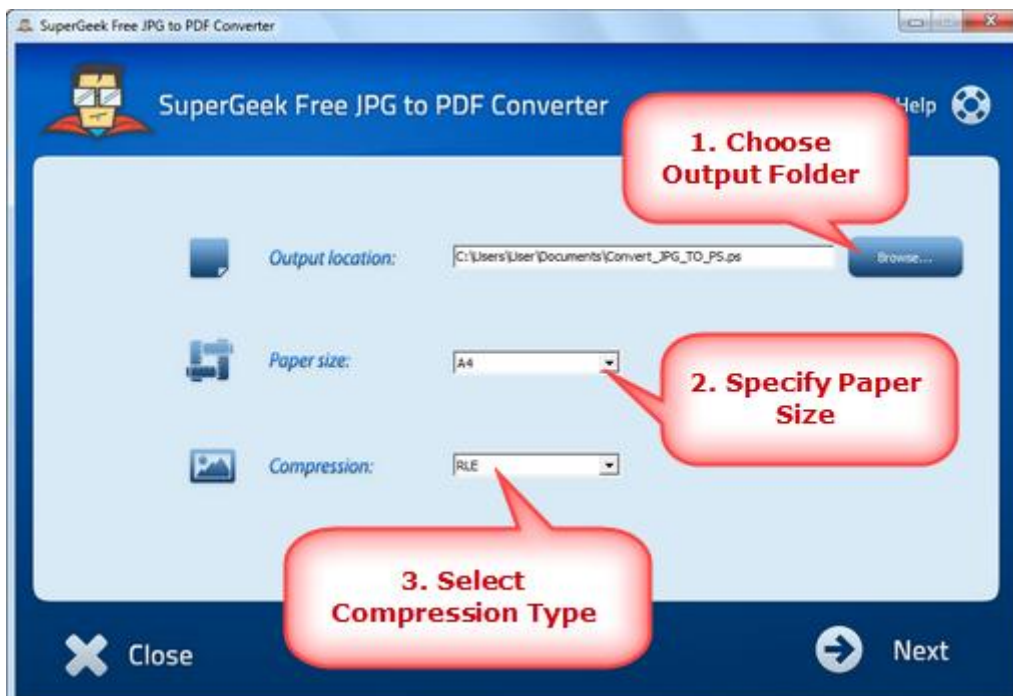 SuperGeek Free JPG to PDF Converter
SuperGeek Free JPG to PDF Converter
Help
1. Choose
Output Folder
Output location:
C:\Users\User\Documents\Convert_JPG_TO_PS.ps
Browse...
Paper size:
A4
2. Specify Paper
Size
Compression:
RLE
3. Select
Compression Type
Close
Next